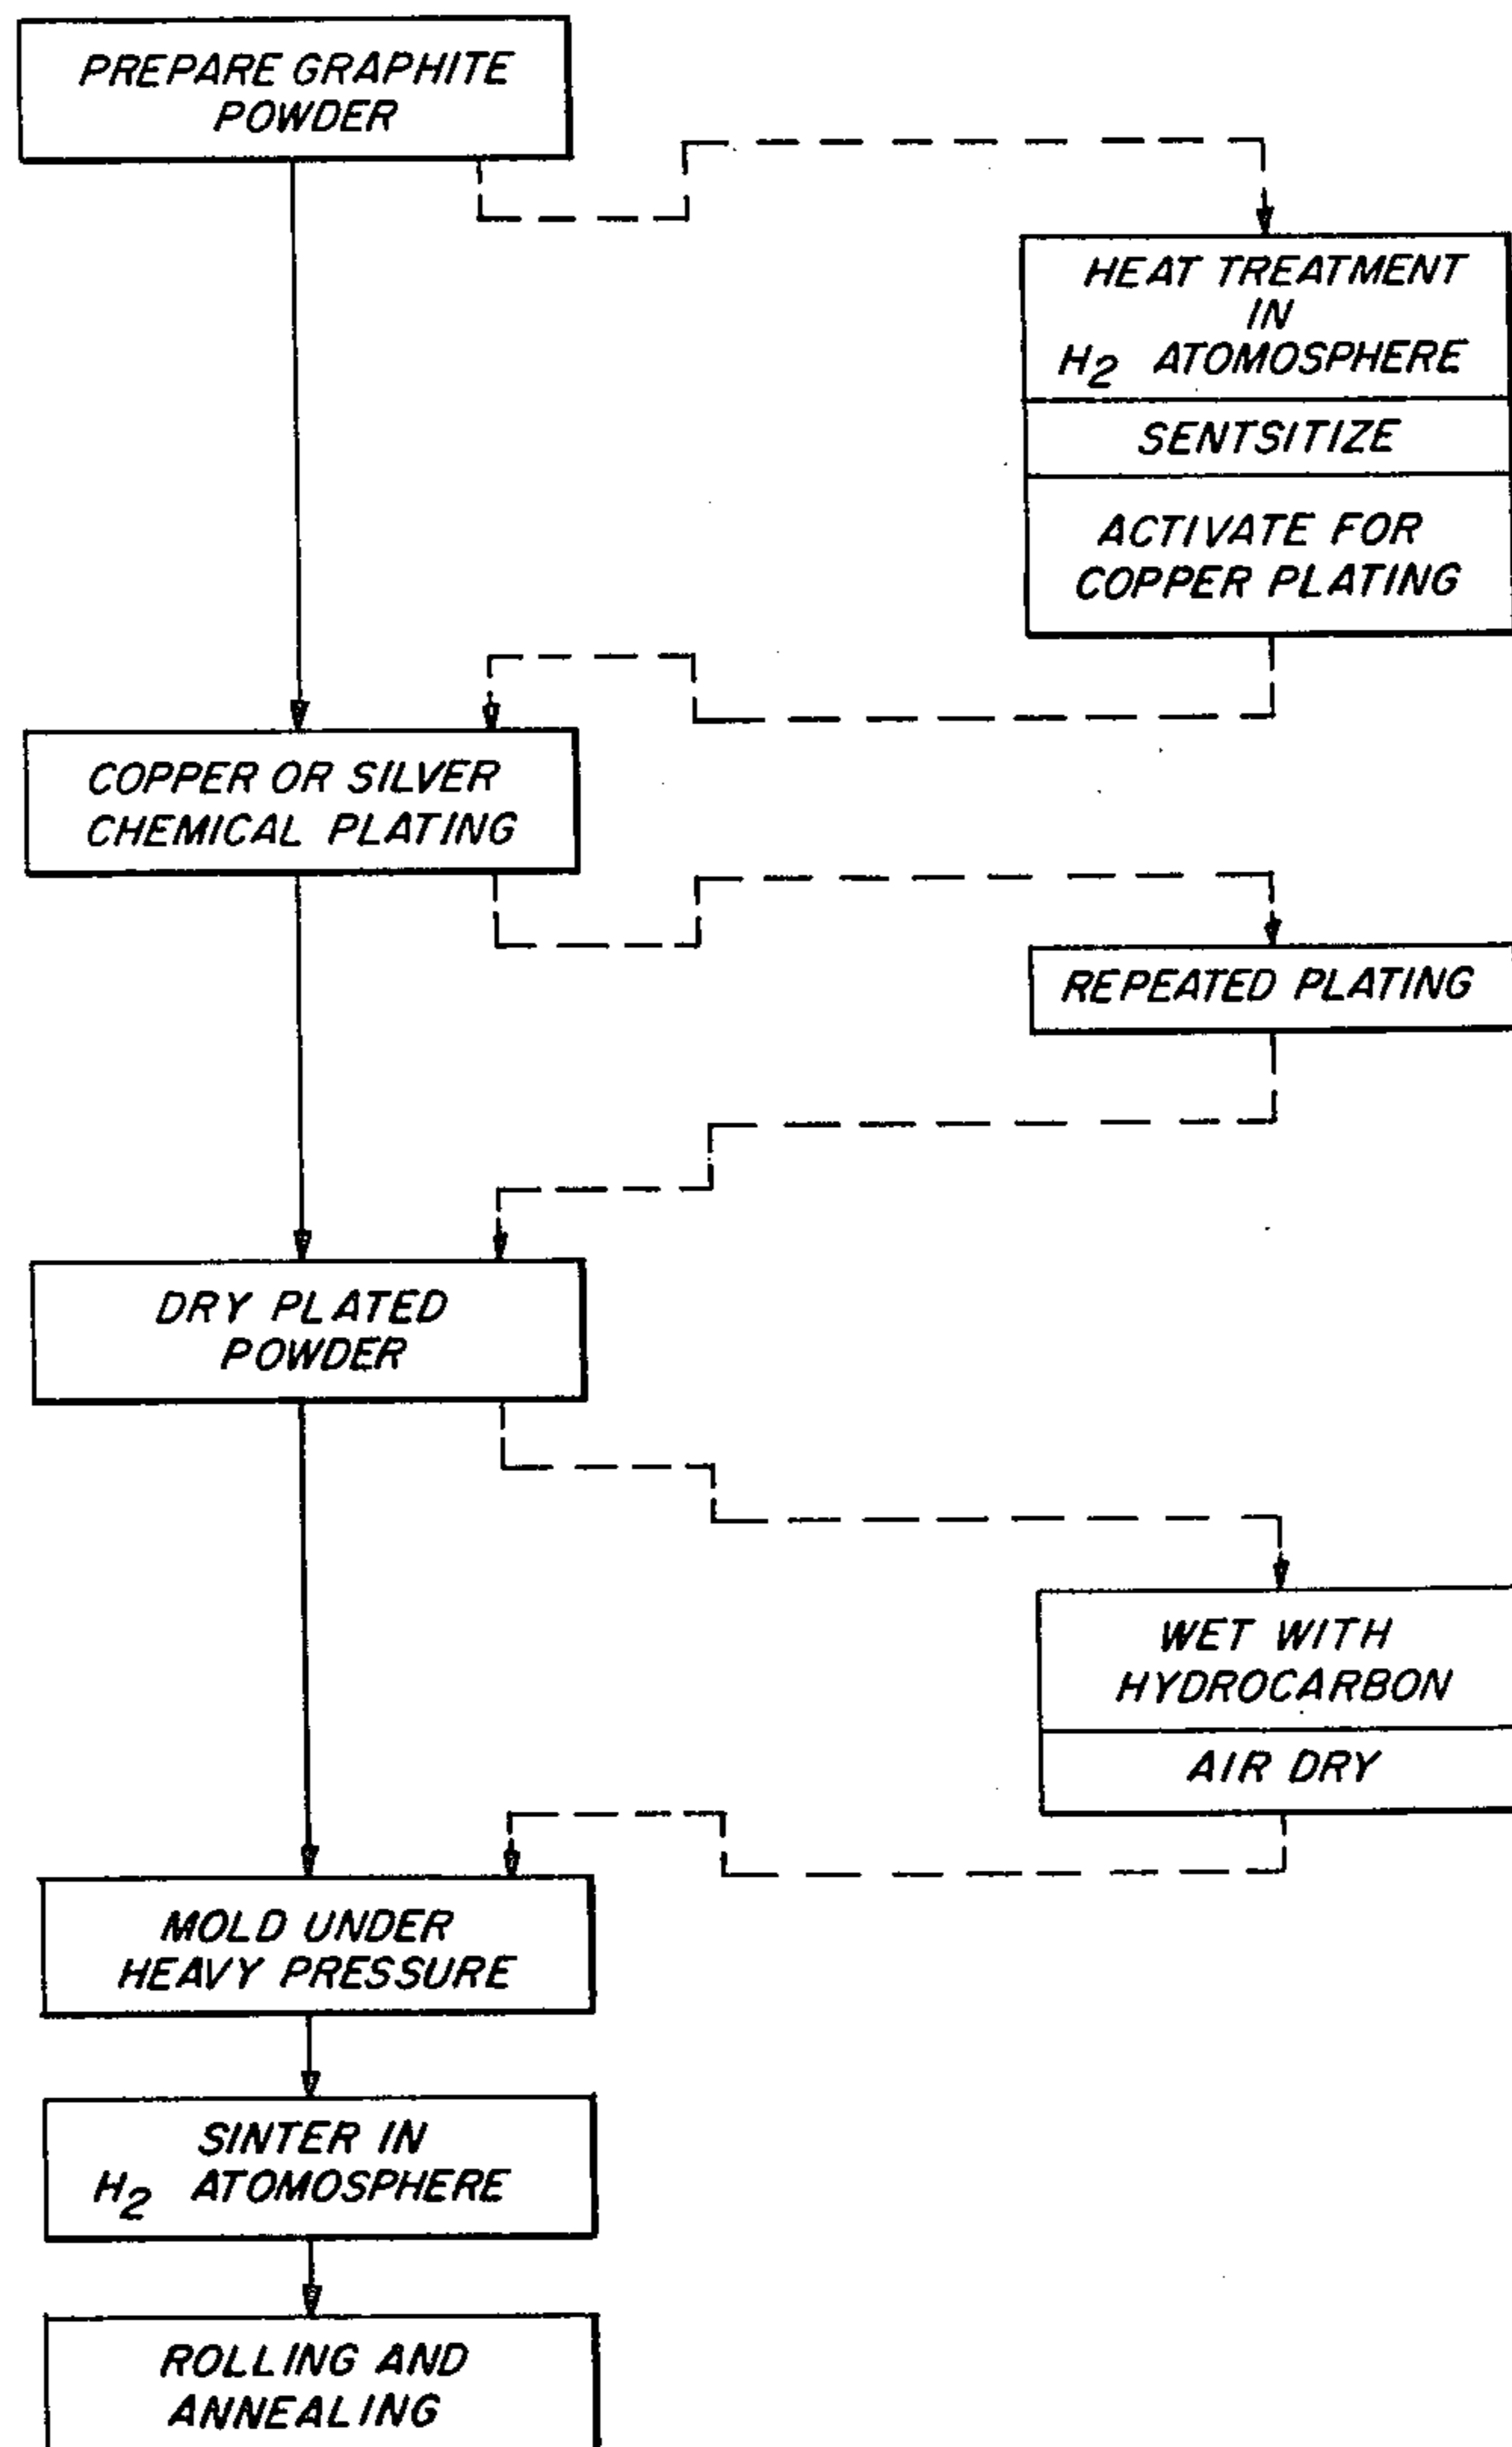 PREPARE GRAPHITE
POWDER
HEAT TREATMENT
IN
H2 ATOMOSPHERE
SENTSITIZE
ACTIVATE FOR
COPPER PLATING
COPPER OR SILVER
CHEMICAL PLATING
REPEATED PLATING
DRY PLATED
POWDER
WET WITH
HYDROCARBON
AIR DRY
MOLD UNDER
HEAVY PRESSURE
SINTER IN
H2 ATOMOSPHERE
ROLLING AND
ANNEALING